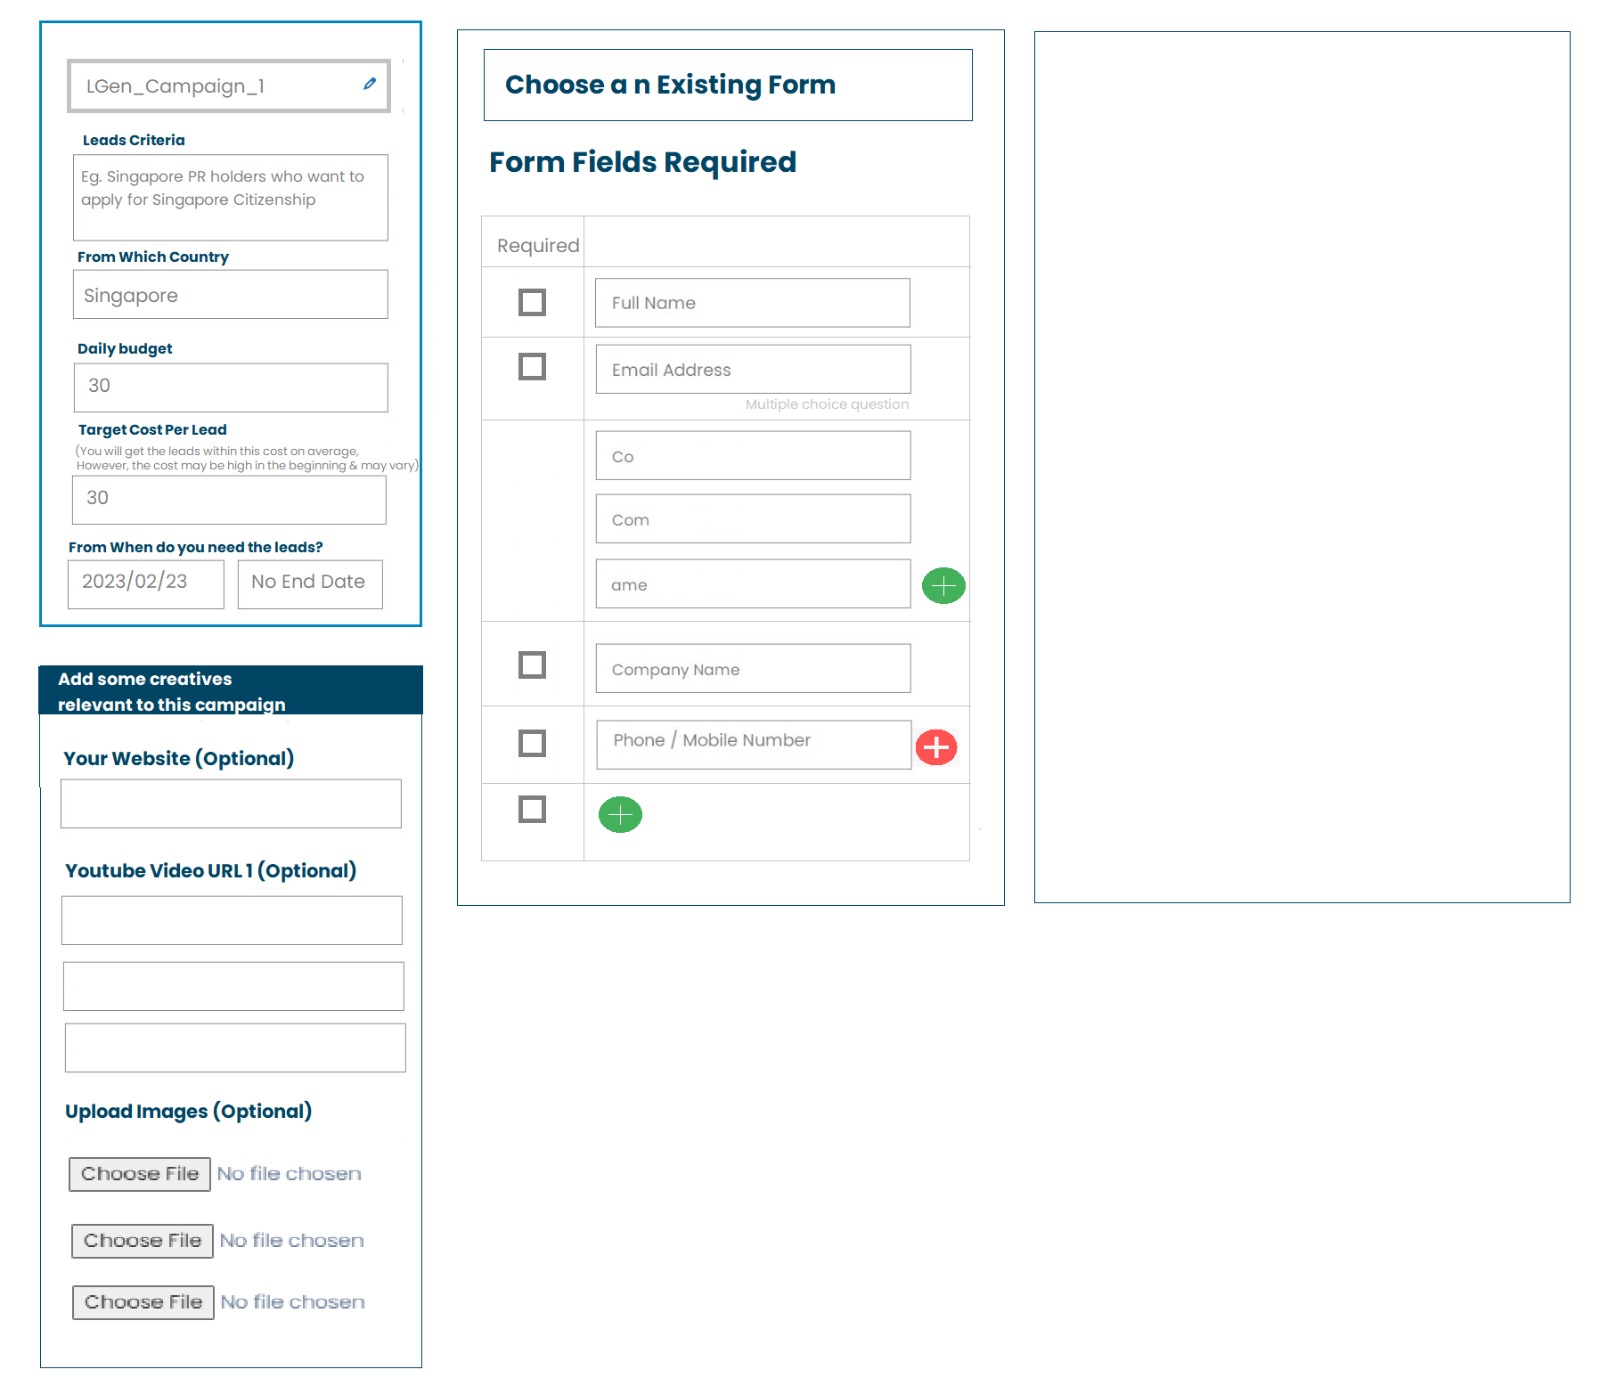 LGen_Campaign_1
Leads Criteria
Eg. Singapore PR holders who want to
apply for Singapore Citizenship
From Which Country
Singapore
Daily budget
30
Target Cost Per Lead
(You will get the leads within this cost on average,
However, the cost may be high in the beginning & may vary)
30
From When do you need the leads?
2023/02/23 No End Date
Add some creatives
relevant to this campaign
Your Website (Optional)
Youtube Video URL 1 (Optional)
Upload Images (Optional)
Choose File No file chosen
Choose File No file chosen
Choose File No file chosen
Choose a n Existing Form
Form Fields Required
Required
Full Name
Email Address
Multiple choice question
Co
Com
ame
Company Name
Phone / Mobile Number